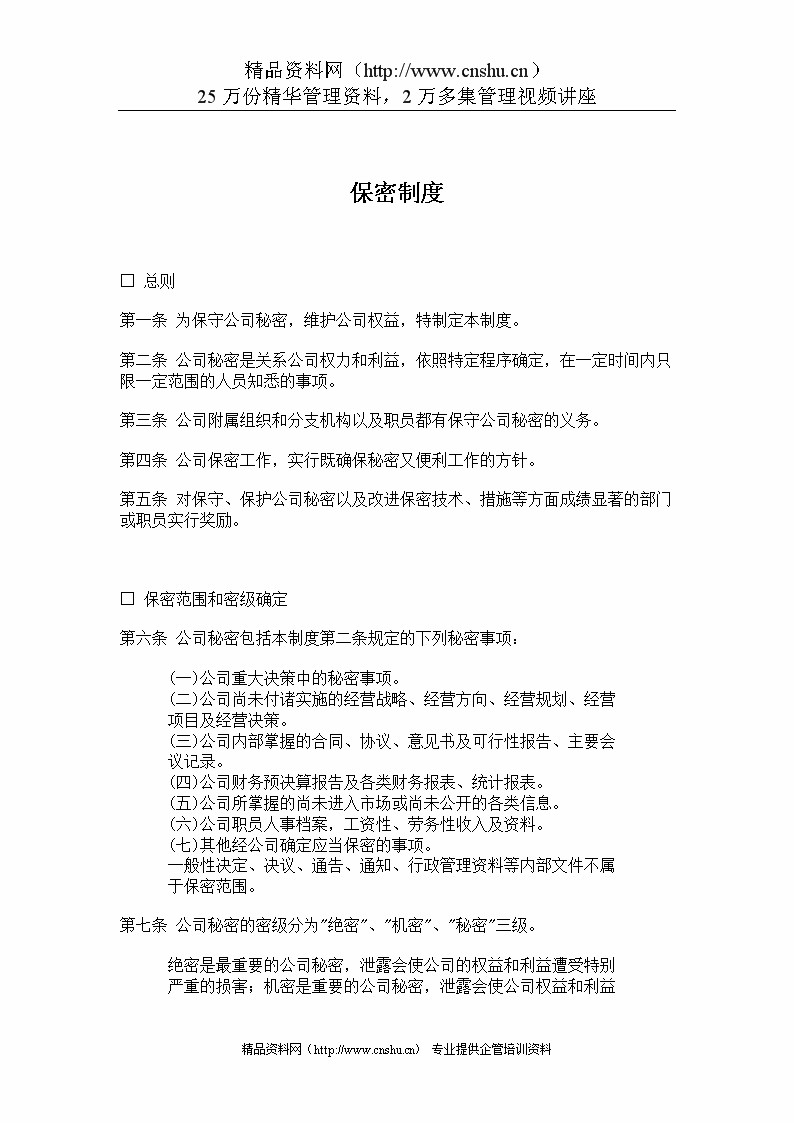 精品资料网（http://www.cnshu.cn）
25 万份精华管理资料，2 万多集管理视频讲座
保密制度
□ 总则
第一条 为保守公司秘密，维护公司权益，特制定本制度。
第二条 公司秘密是关系公司权力和利益，依照特定程序确定，在一定时间内只
限一定范围的人员知悉的事项。
第三条 公司附属组织和分支机构以及职员都有保守公司秘密的义务。
第四条 公司保密工作，实行既确保秘密又便利工作的方针。
第五条 对保守、保护公司秘密以及改进保密技术、措施等方面成绩显著的部门
或职员实行奖励。
□ 保密范围和密级确定
第六条 公司秘密包括本制度第二条规定的下列秘密事项：
(一)公司重大决策中的秘密事项。
(二)公司尚未付诸实施的经营战略、经营方向、经营规划、经营
项目及经营决策。
(三)公司内部掌握的合同、协议、意见书及可行性报告、主要会
议记录。
(四)公司财务预决算报告及各类财务报表、统计报表。
(五)公司所掌握的尚未进入市场或尚未公开的各类信息。
(六)公司职员人事档案，工资性、劳务性收入及资料。
(七)其他经公司确定应当保密的事项。
一般性决定、决议、通告、通知、行政管理资料等内部文件不属
于保密范围。
第七条 公司秘密的密级分为"绝密"、"机密"、"秘密"三级。
绝密是最重要的公司秘密，泄露会使公司的权益和利益遭受特别
严重的损害；机密是重要的公司秘密，泄露会使公司权益和利益
精品资料网（http://www.cnshu.cn） 专业提供企管培训资料